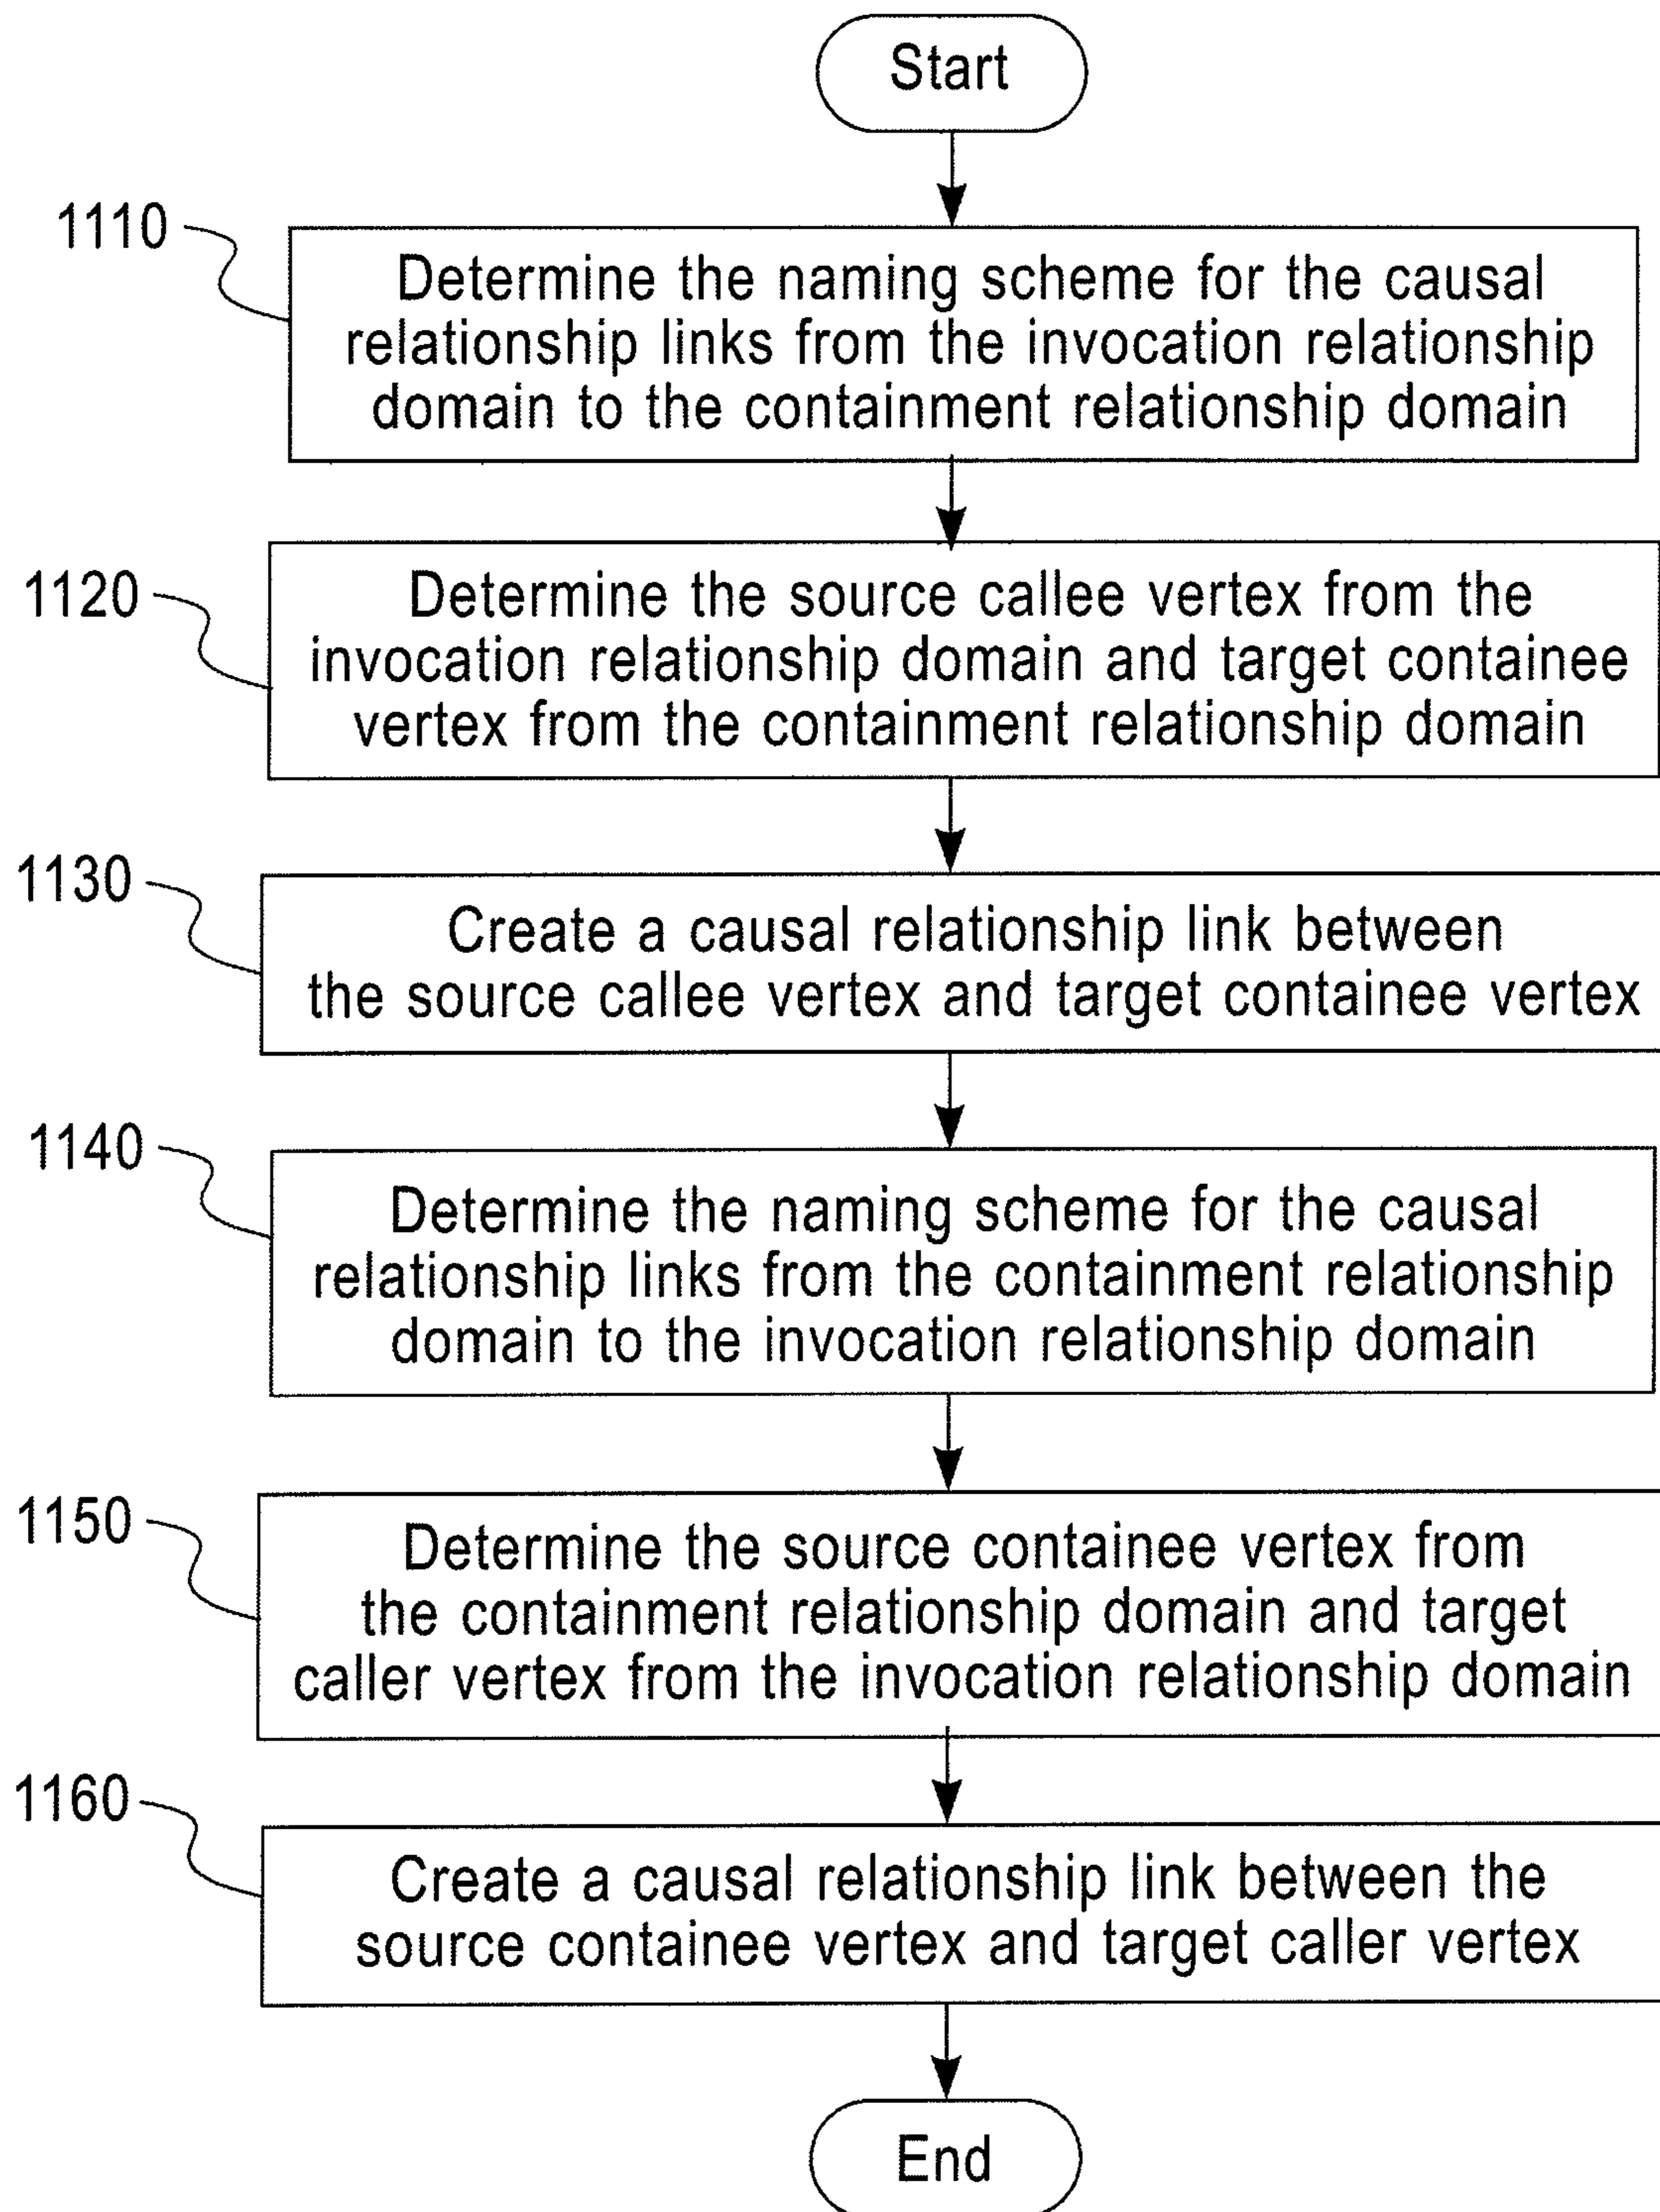 Start
1110
Determine the naming scheme for the causal
relationship links from the invocation relationship
domain to the containment relationship domain
1120
Determine the source callee vertex from the
invocation relationship domain and target containee
vertex from the containment relationship domain
1130
Create a causal relationship link between
the source callee vertex and target containee vertex
1140
Determine the naming scheme for the causal
relationship links from the containment relationship
domain to the invocation relationship domain
1150
Determine the source containee vertex from
the containment relationship domain and target
caller vertex from the invocation relationship domain
1160
Create a causal relationship link between the
source containee vertex and target caller vertex
End